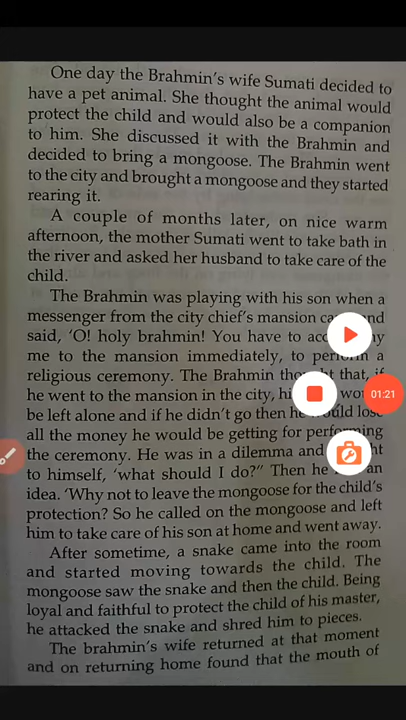 One day the Brahmin's wife Sumati decided to
have a pet animal. She thought the animal would
protect the child and would also be a companion
to him. She discussed it with the Brahmin and
decided to bring a mongoose. The Brahmin went
to the city and brought a mongoose and they started
rearing it.
A couple of months later, on nice warm
afternoon, the mother Sumati went to take bath in
the river and asked her husband to take care of the
child.
The Brahmin was playing with his son when a
messenger from the city chief's mansion
said, 'O! holy brahmin! You have to
me to the mansion immediately, to perform a
religious ceremony. The Brahmin that, if
he went to the mansion in the city,
01:21
be left alone and if he didn't go then he would lose
all the money he would be getting for performing
the ceremony. He was in a dilemma and
to himself, 'what should I do?" Then he an
idea. 'Why not to leave the mongoose for the child's
protection? So he called on the mongoose and left
him to take care of his son at home and went away.
After sometime, a snake came into the room
and started moving towards the child. The
mongoose saw the snake and then the child. Being
loyal and faithful to protect the child of his master,
he attacked the snake and shred him to pieces.
The brahmin's wife returned at that moment
and on returning home found that the mouth of